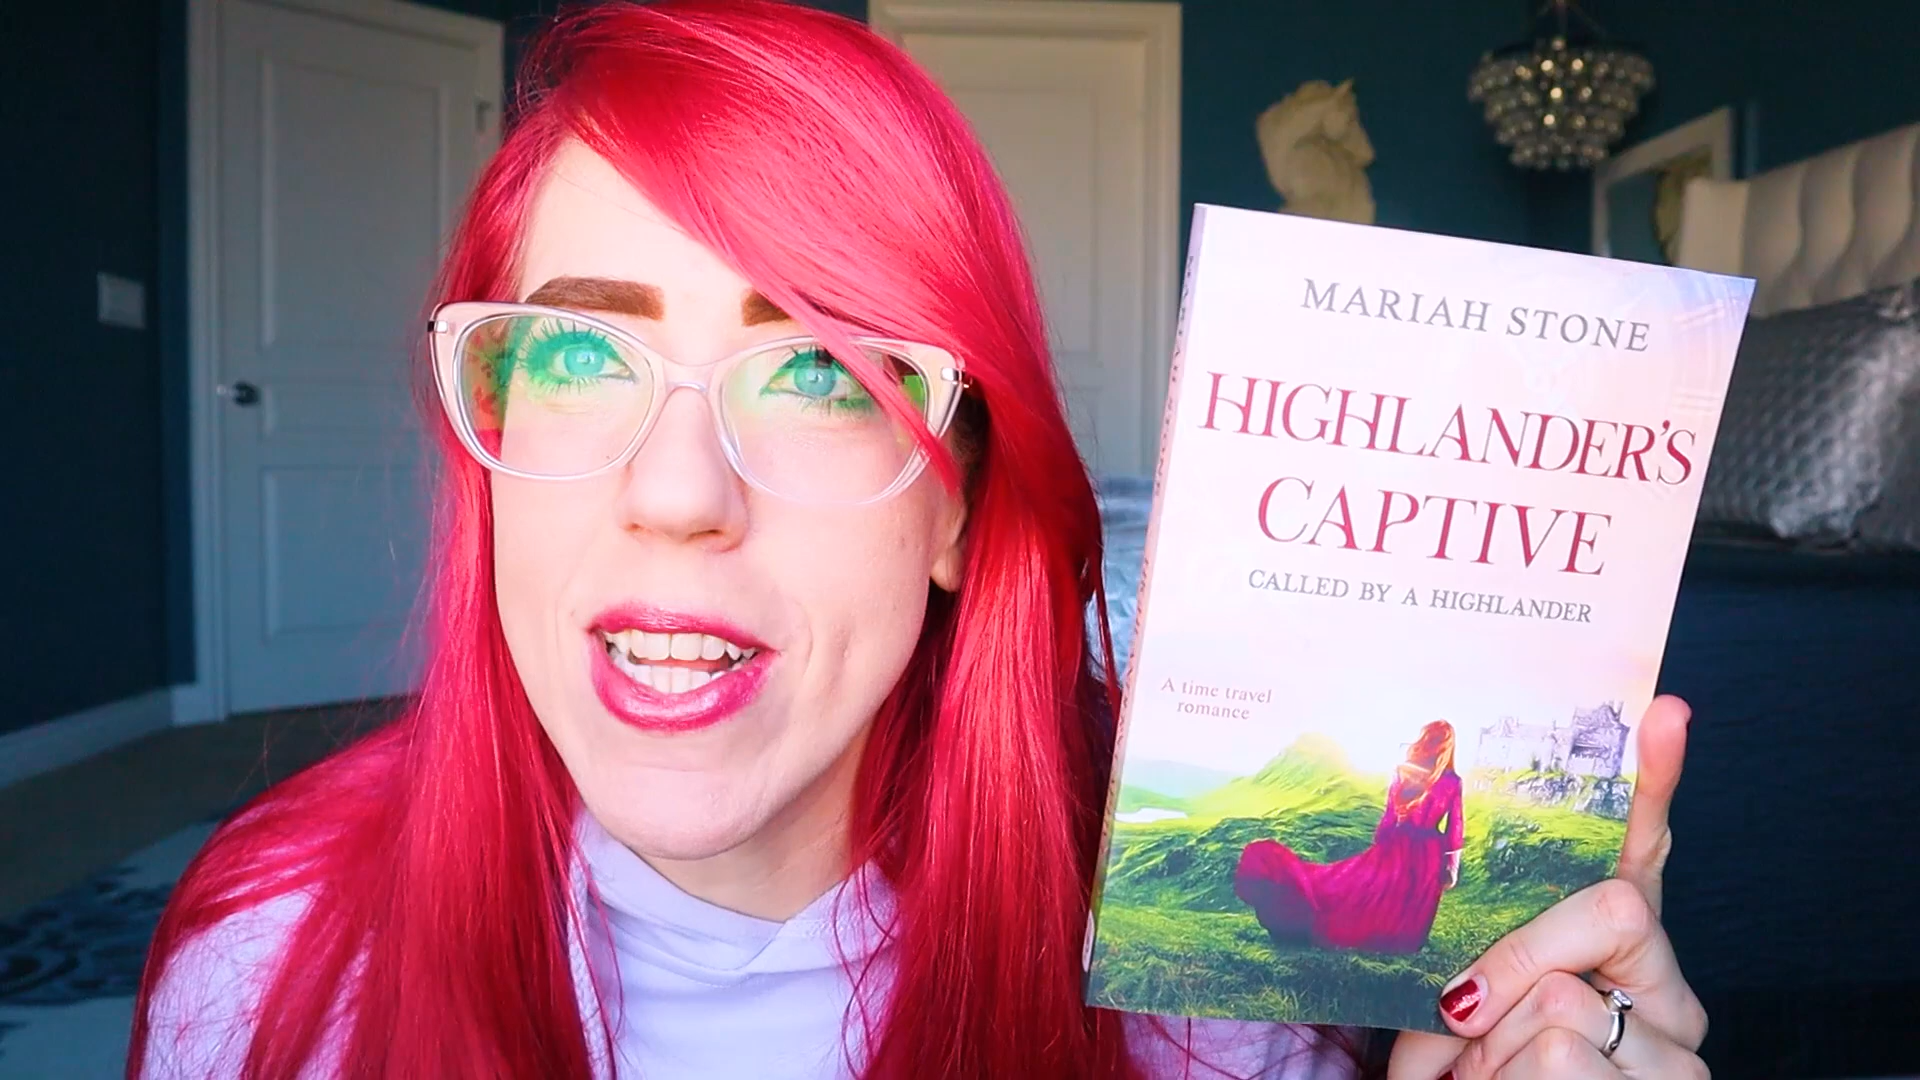 MARIAH STONE
HIGHLANDER'S
CAPTIVE
CALLED BY A HIGHLANDER
A time travel
romance